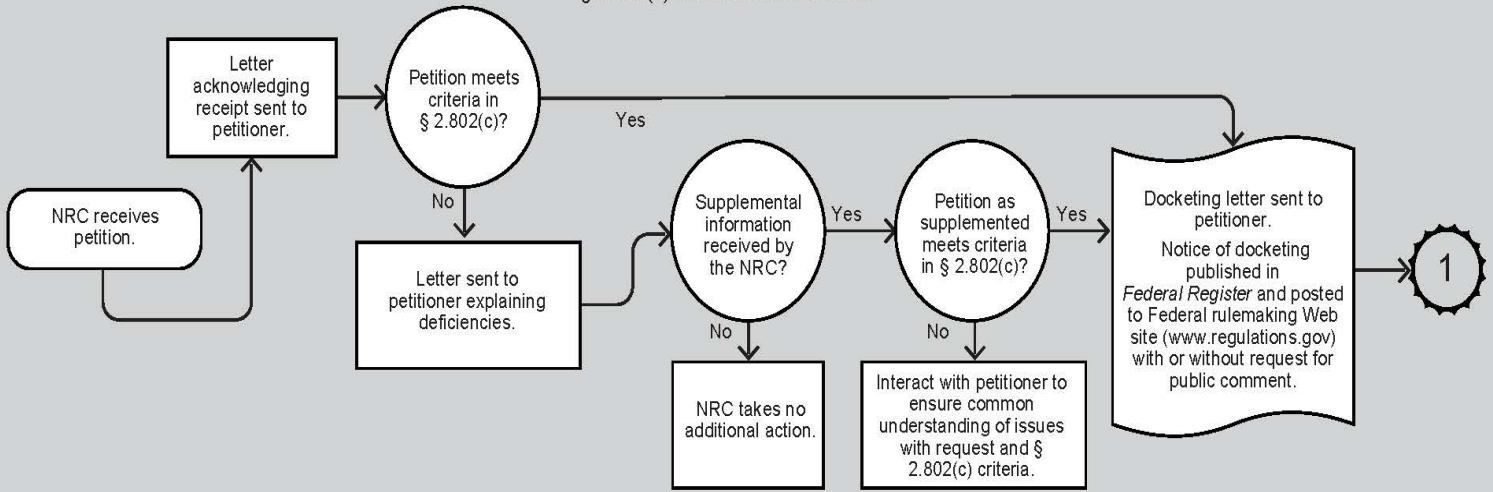 NRC receives
petition.
Letter
acknowledging
receipt sent to
petitioner.
Petition meets
criteria in
§ 2.802(c)?
Yes
No
Letter sent to
petitioner explaining
deficiencies.
Supplemental
information
received by
the NRC?
Yes
No
NRC takes no
additional action.
Petition as
supplemented
meets criteria
in § 2.802(c)?
Yes
No
Interact with petitioner to
ensure common
understanding of issues
with request and §
2.802(c) criteria.
Docketing letter sent to
petitioner.
Notice of docketing
published in
Federal Register and posted
to Federal rulemaking Web
site (www.regulations.gov)
with or without request for
public comment.
1